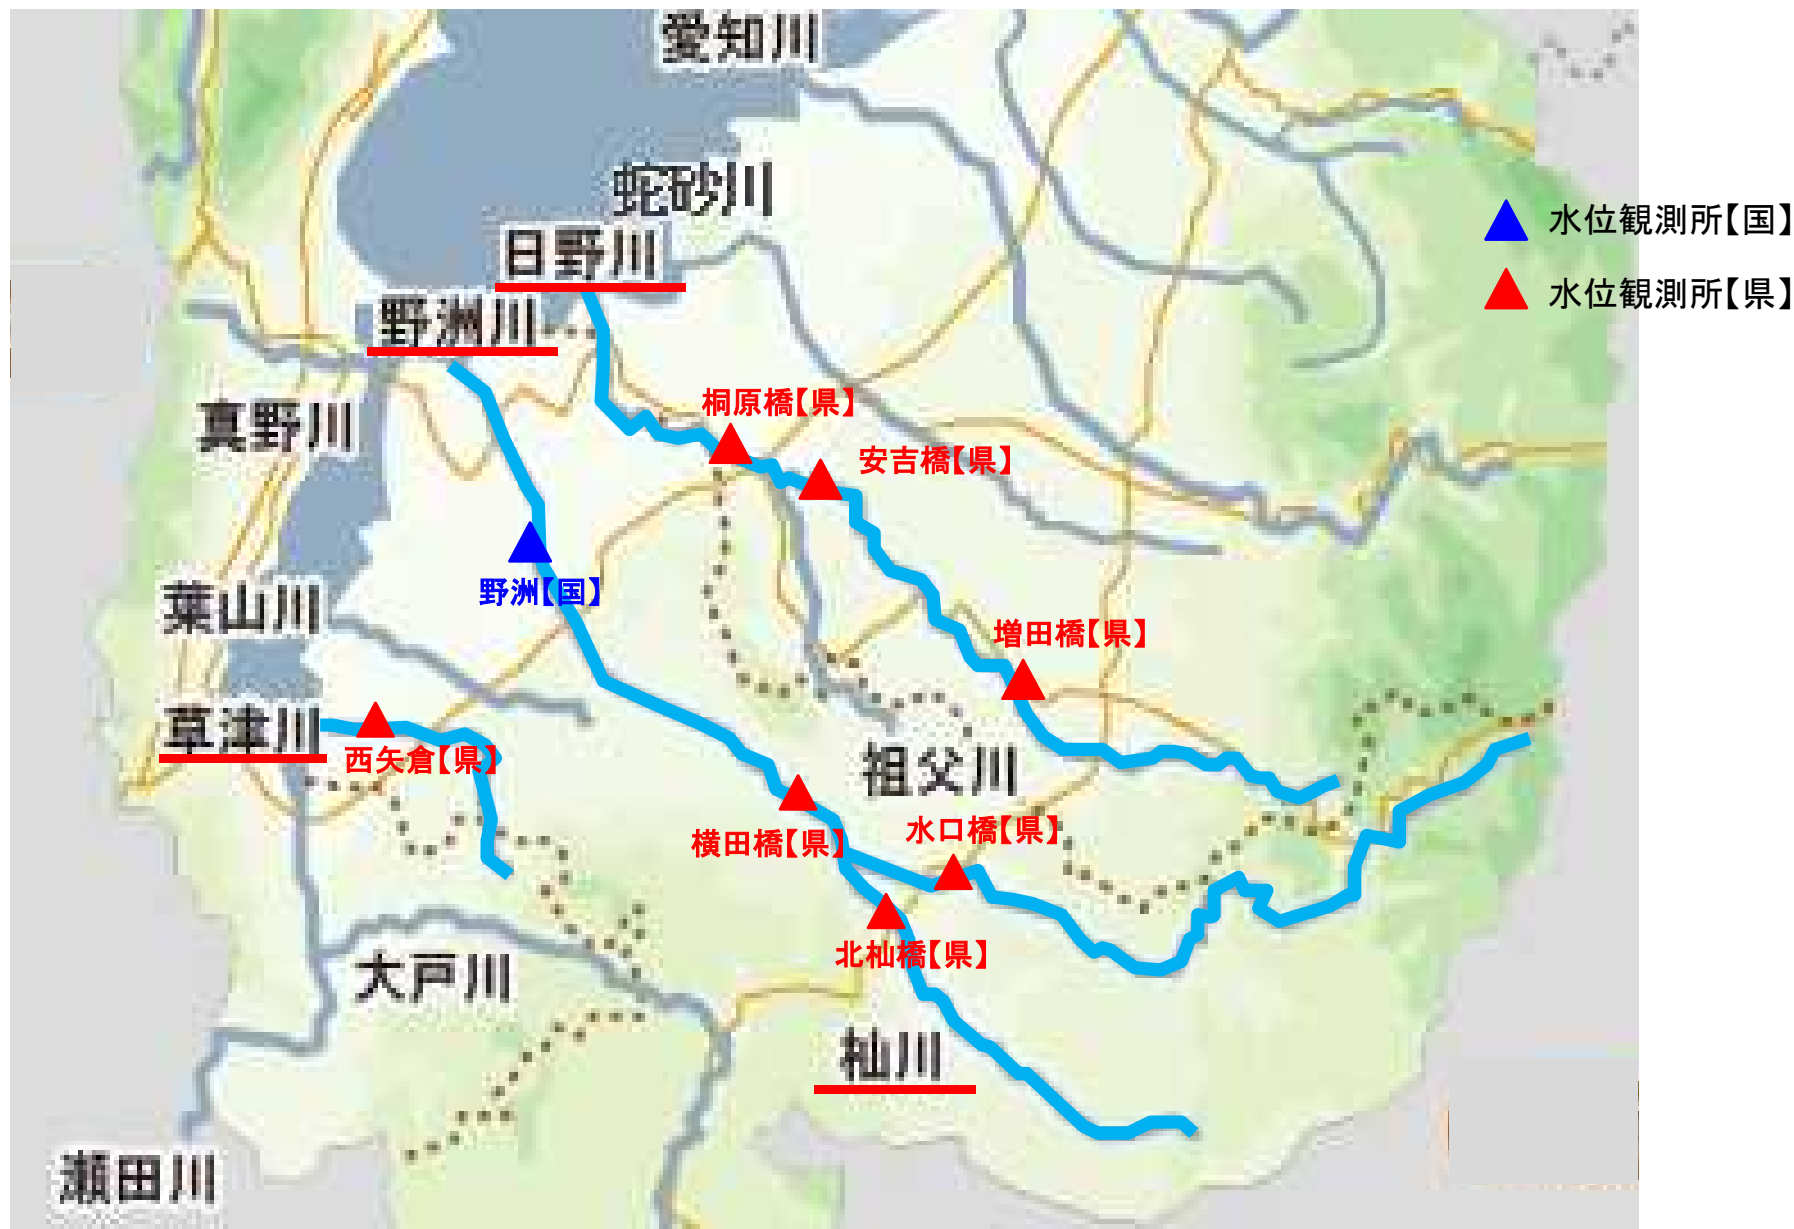 愛知川
蛇砂川
水位観測所【国】
日野川
水位観測所【県】
野洲川
桐原橋【県】
真野川
安吉橋【県】
野洲【国】
葉山川
増田橋【県】
草津川
西矢倉【県】
祖父川
水口橋【県】
横田橋【県】
北杣橋【県】
大戸川
杣川
瀬田川